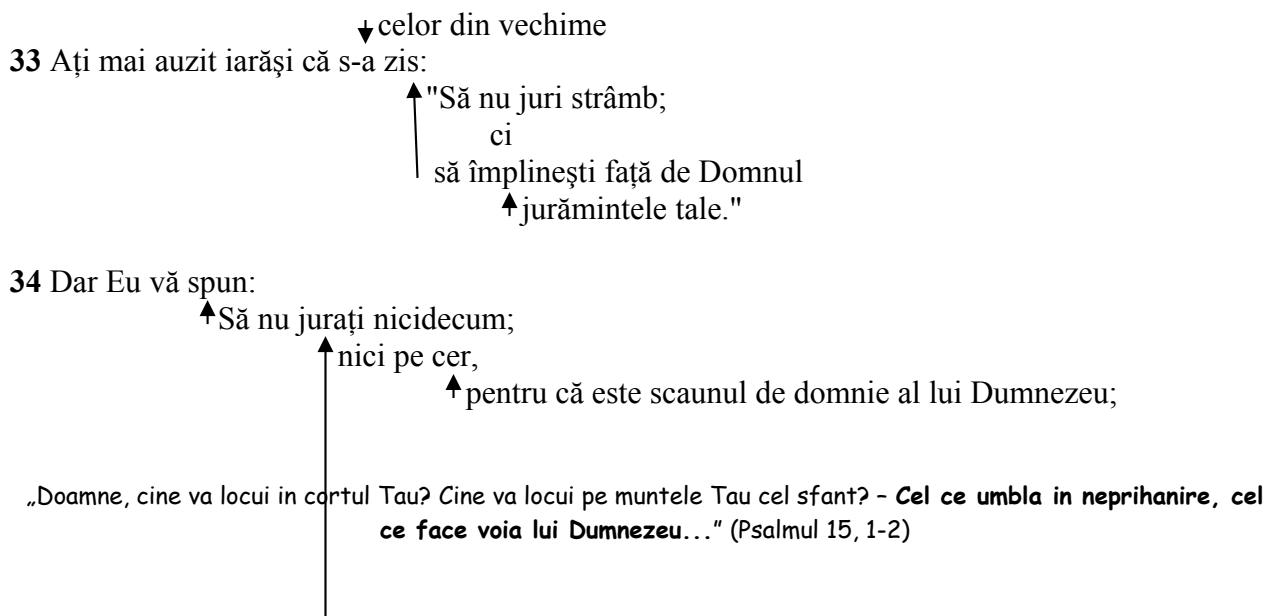 celor din vechime
33 Ați mai auzit iarăşi că s-a zis:
"Să nu juri strâmb;
ci
să împlineşti față de Domnul
jurămintele tale."
34 Dar Eu vă spun:
Să nu jurați nicidecum;
nici pe cer,
pentru că este scaunul de domnie al lui Dumnezeu;
„Doamne, cine va locui in cortul Tau? Cine va locui pe muntele Tau cel sfant? – Cel ce umbla in neprihanire, cel
ce face voia lui Dumnezeu..." (Psalmul 15, 1-2)